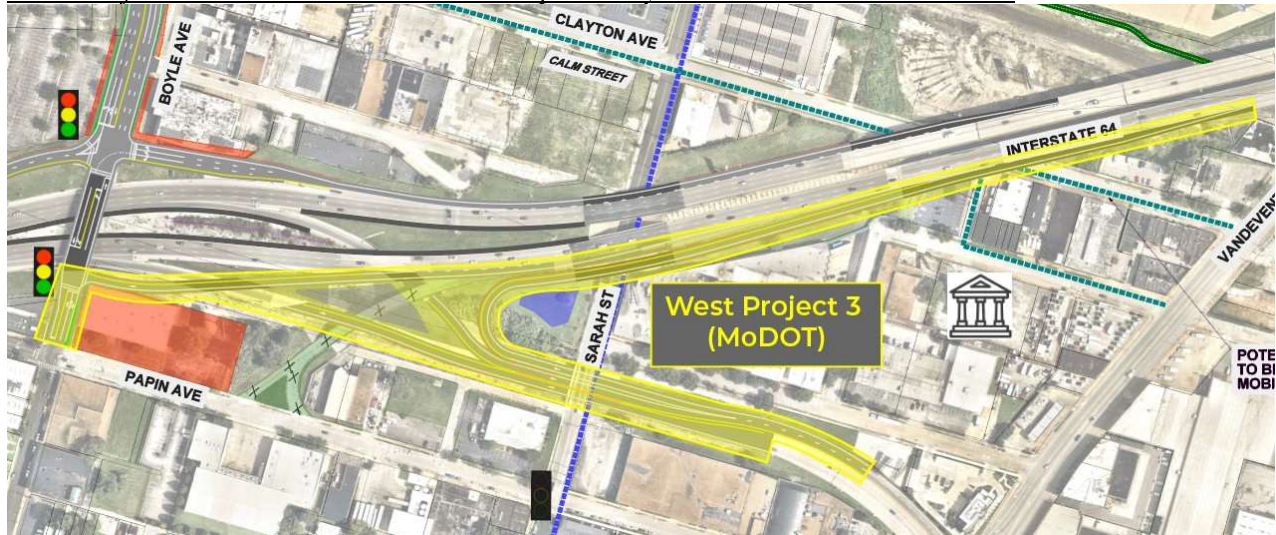 CLAYTON AVE
BOYLE AVE
CALM STREET
INTERSTATE 64
VANDEVENT
SARAH ST
West Project 3
(MoDOT)
PAPIN AVE
POTE
TO BE
MOBI